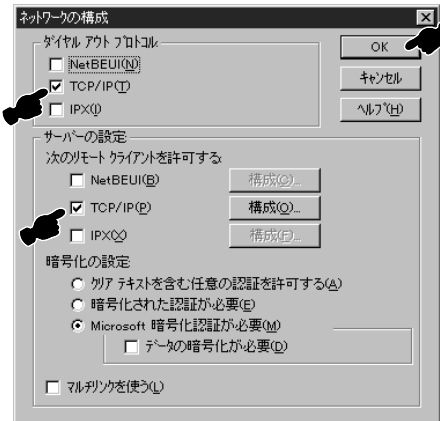 ネットワークの構成
ダイヤル アウト プロトコル
NetBEUI(N)
TCP/IP(T)
IPX(I)
OK
キャンセル
ヘルプ(H)
サーバーの設定
次のリモート クライアントを許可する:
NetBEUI(B) 構成(C)...
TCP/IP(P) 構成(O)...
IPX(X) 構成(F)...
暗号化の設定
クリア テキストを含む任意の認証を許可する(A)
暗号化された認証が必要(E)
Microsoft 暗号化認証が必要(M)
データの暗号化が必要(D)
マルチリンクを使う(L)